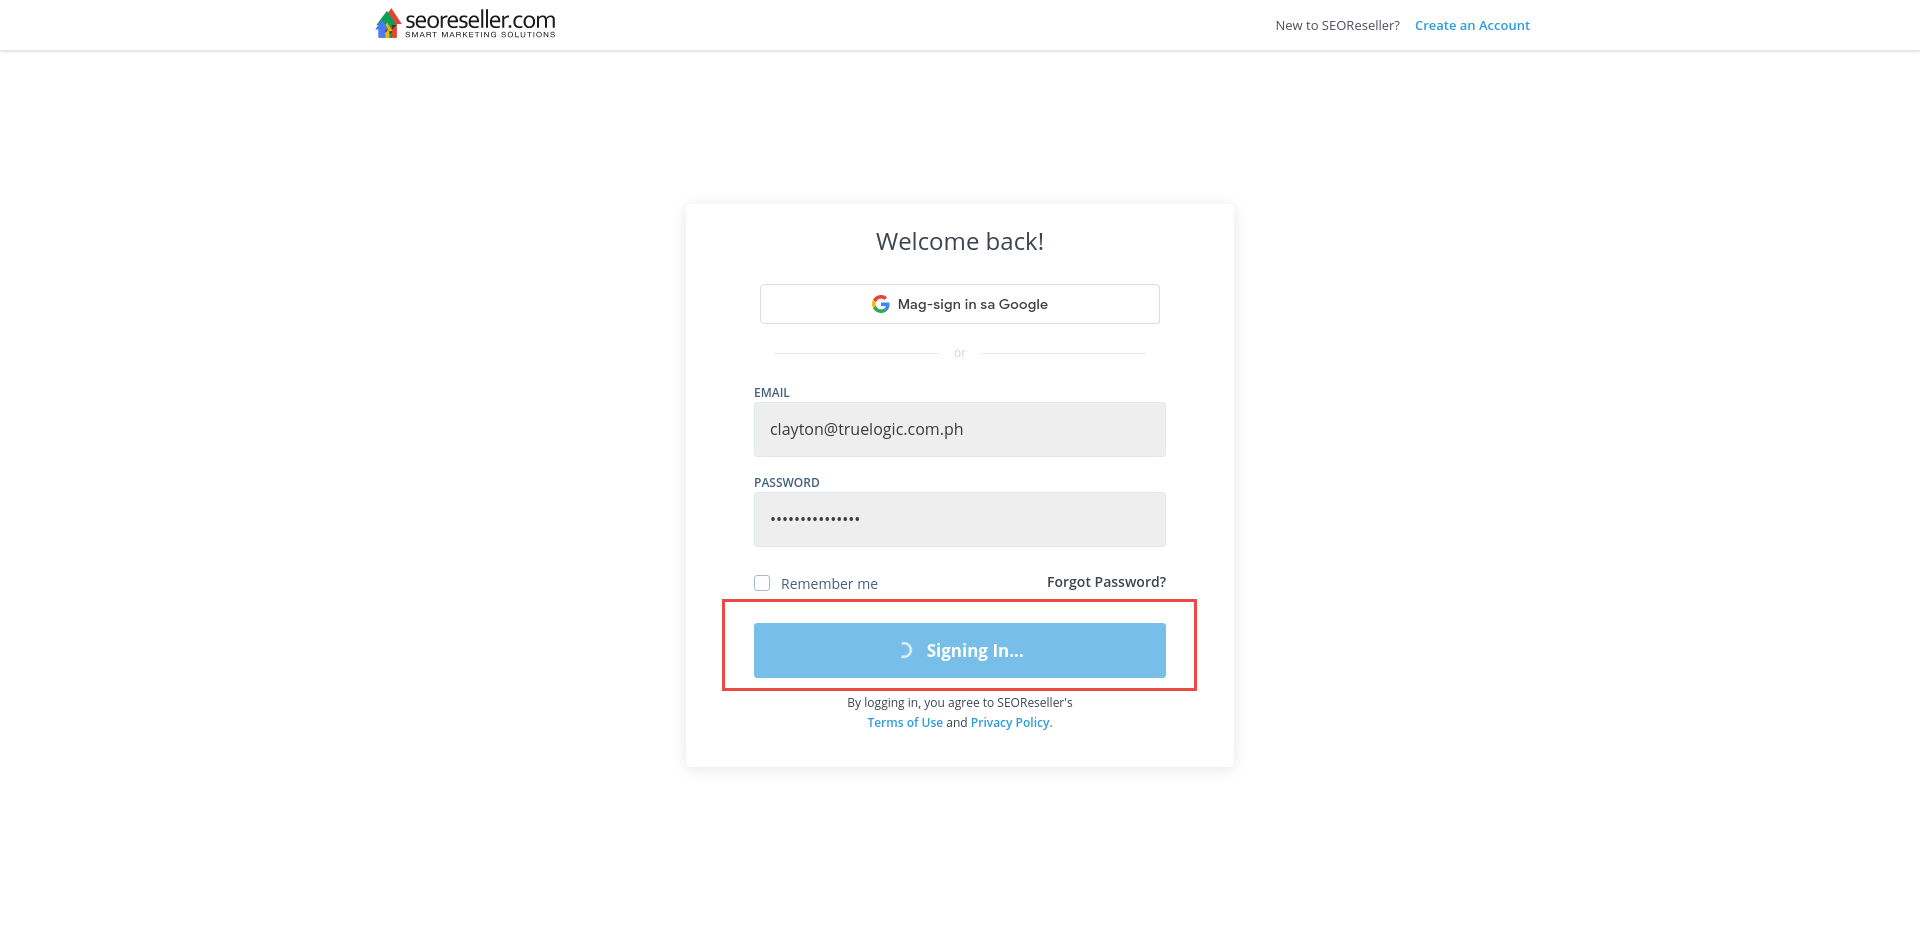 seoreseller.com
SMART MARKETING SOLUTIONS
New to SEOReseller? Create an Account
Welcome back!
Mag-sign in sa Google
or
EMAIL
clayton@truelogic.com.ph
PASSWORD
•••••••••••••••
Remember me Forgot Password?
Signing In...
By logging in, you agree to SEOReseller's
Terms of Use and Privacy Policy.